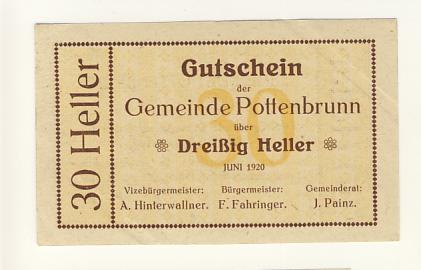 30 Heller
Gutschein
der
Gemeinde Pottenbrunn
über
30
Dreißig Heller
JUNI 1920
Vizebürgermeister: Bürgermeister: Gemeinderat:
A. Hinterwallner. F. Fahringer. J. Painz.